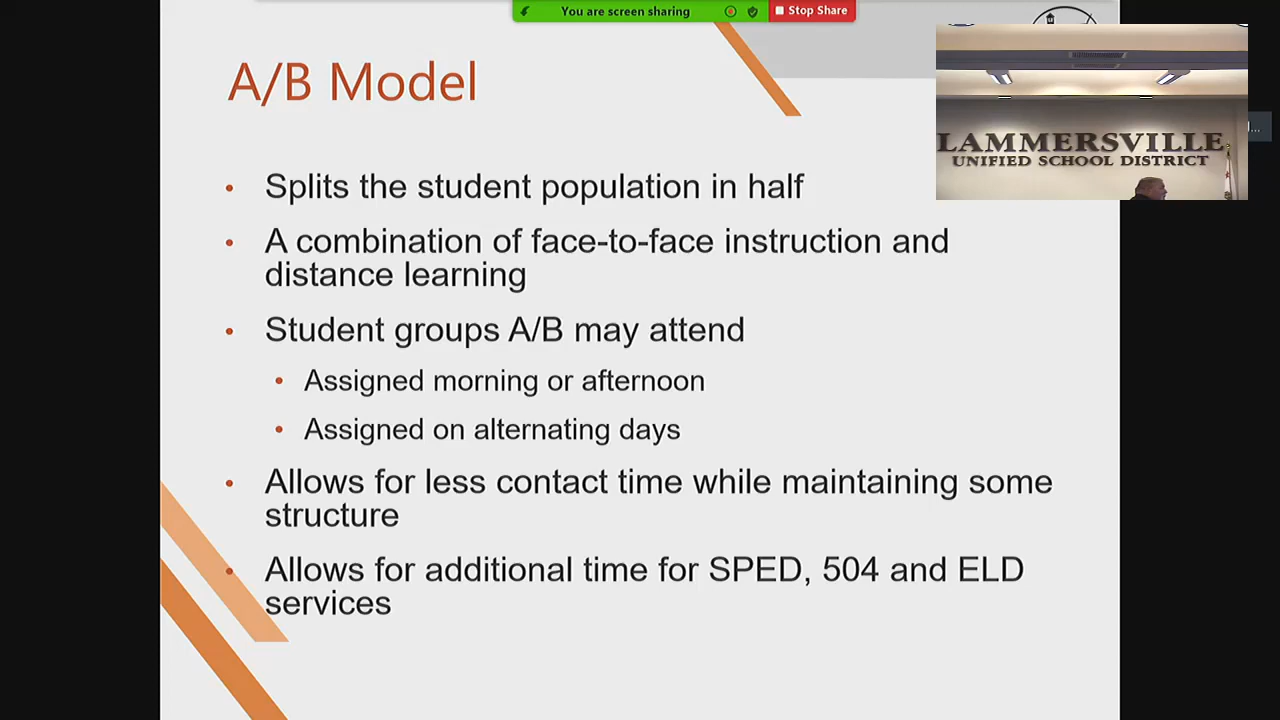 You are screen sharing
Stop Share
A/B Model
LAMMERSVILLE
UNIFIED SCHOOL DISTRICT
• Splits the student population in half
• A combination of face-to-face instruction and
distance learning
• Student groups A/B may attend
• Assigned morning or afternoon
• Assigned on alternating days
• Allows for less contact time while maintaining some
structure
• Allows for additional time for SPED, 504 and ELD
services